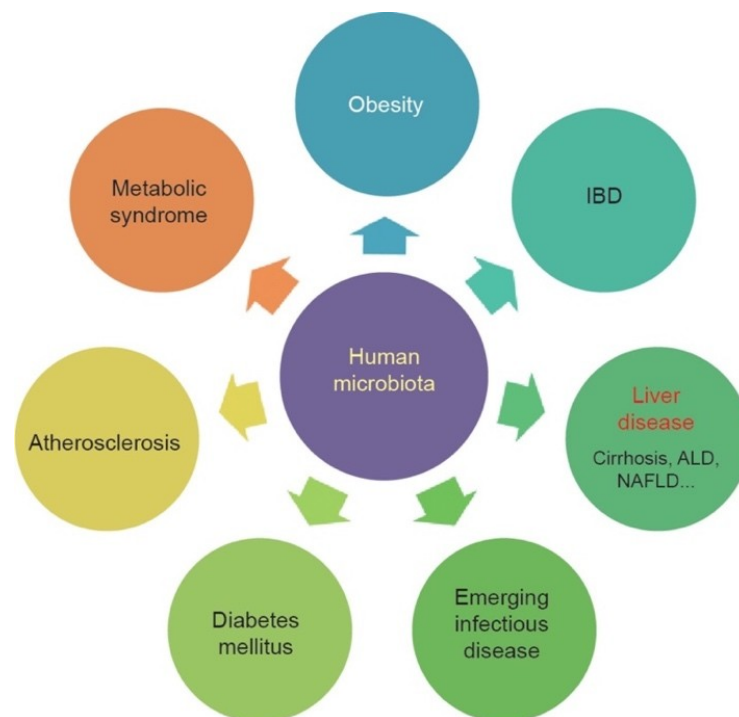 Obesity
IBD
Metabolic
syndrome
Human
microbiota
Liver
disease
Cirrhosis, ALD,
NAFLD...
Atherosclerosis
Diabetes
mellitus
Emerging
infectious
disease